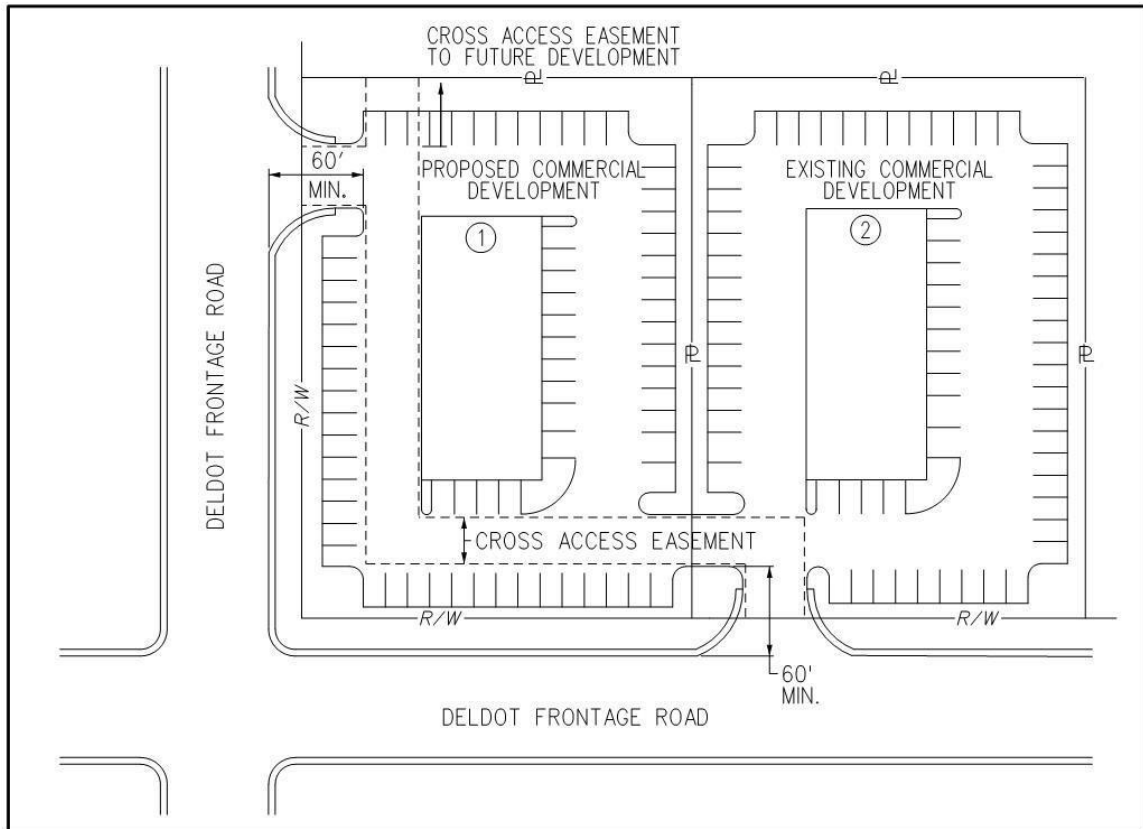 CROSS ACCESS EASEMENT
TO FUTURE DEVELOPMENT
PL
PL
60'
MIN.
PROPOSED COMMERCIAL
DEVELOPMENT
EXISTING COMMERCIAL
DEVELOPMENT
1
2
DELDOT FRONTAGE ROAD
R/W
PL
PL
CROSS ACCESS EASEMENT
R/W
R/W
60'
MIN.
DELDOT FRONTAGE ROAD